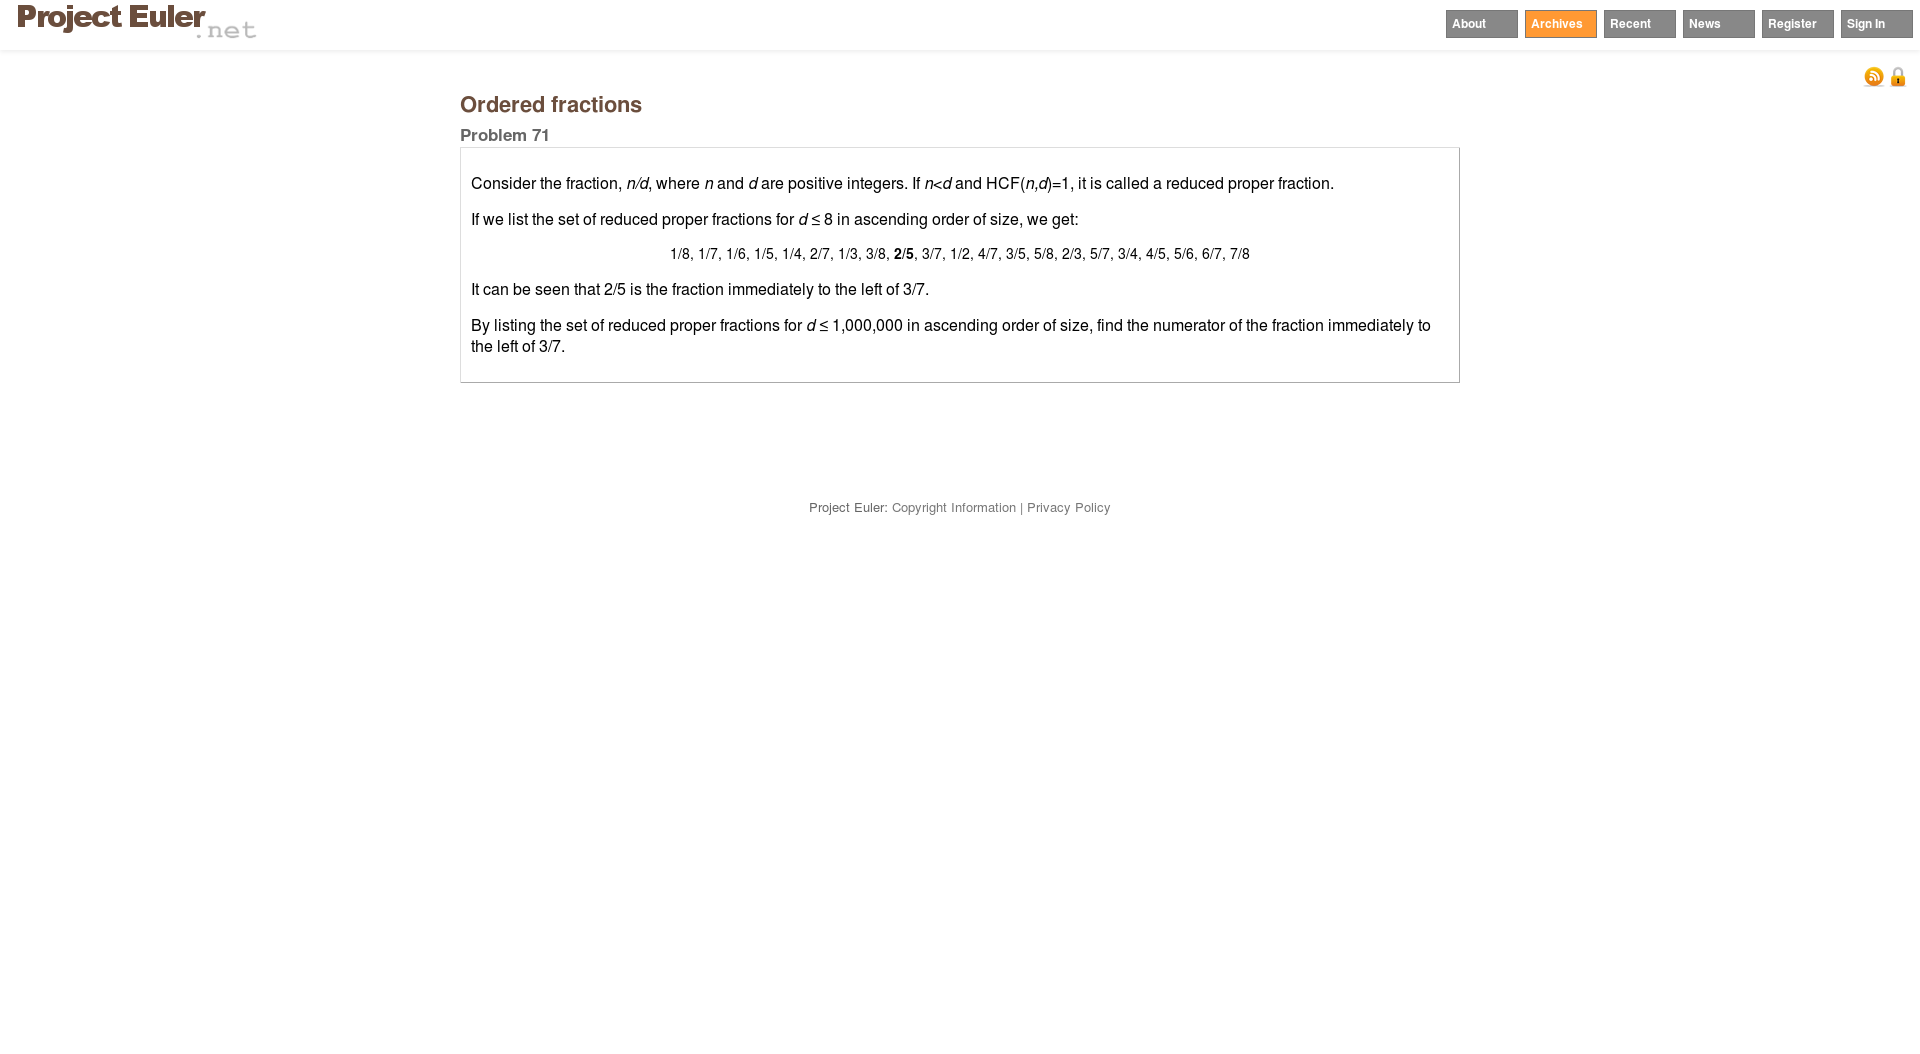 Project Euler.net
About Archives Recent News Register Sign In
Ordered fractions
Problem 71
Consider the fraction, n/d, where n and d are positive integers. If n<d and HCF(n,d)=1, it is called a reduced proper fraction.
If we list the set of reduced proper fractions for d ≤ 8 in ascending order of size, we get:
1/8, 1/7, 1/6, 1/5, 1/4, 2/7, 1/3, 3/8, 2/5, 3/7, 1/2, 4/7, 3/5, 5/8, 2/3, 5/7, 3/4, 4/5, 5/6, 6/7, 7/8
It can be seen that 2/5 is the fraction immediately to the left of 3/7.
By listing the set of reduced proper fractions for d ≤ 1,000,000 in ascending order of size, find the numerator of the fraction immediately to
the left of 3/7.
Project Euler: Copyright Information | Privacy Policy